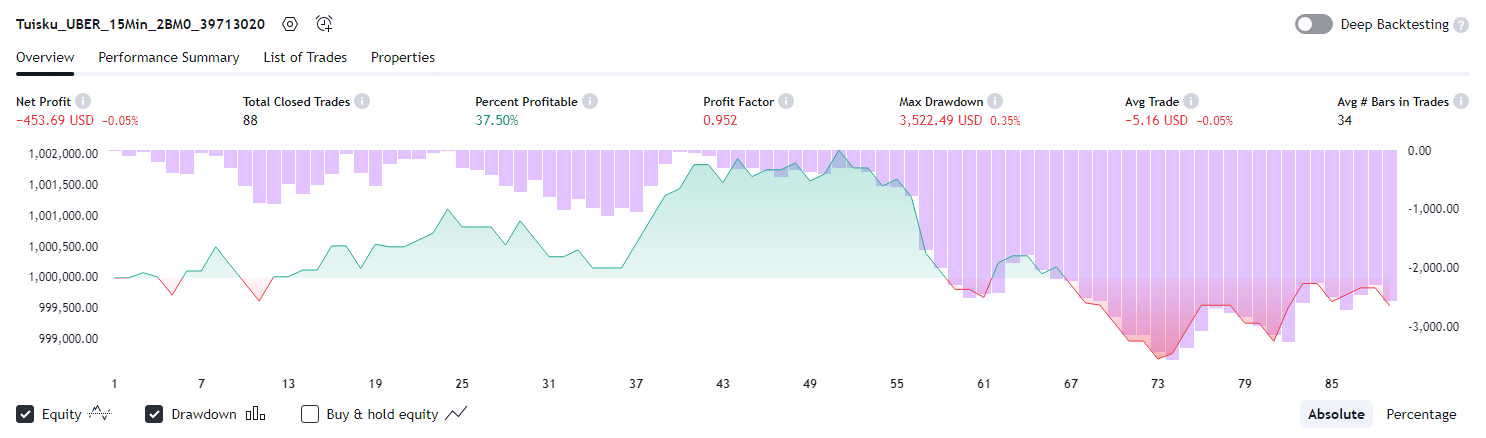 Tuisku_UBER_15Min_2BM0_39713020 Deep Backtesting ?
Overview Performance Summary List of Trades Properties
Net Profit i Total Closed Trades i Percent Profitable i Profit Factor i Max Drawdown i Avg Trade i Avg # Bars in Trades i
−453.69 USD −0.05% 88 37.50% 0.952 3,522.49 USD 0.35% −5.16 USD −0.05% 34
1,002,000.00 0.00
1,001,500.00
1,001,000.00 -1,000.00
1,000,500.00
1,000,000.00 -2,000.00
999,500.00
999,000.00 -3,000.00
1 7 13 19 25 31 37 43 49 55 61 67 73 79 85
Equity Drawdown Buy & hold equity Absolute Percentage